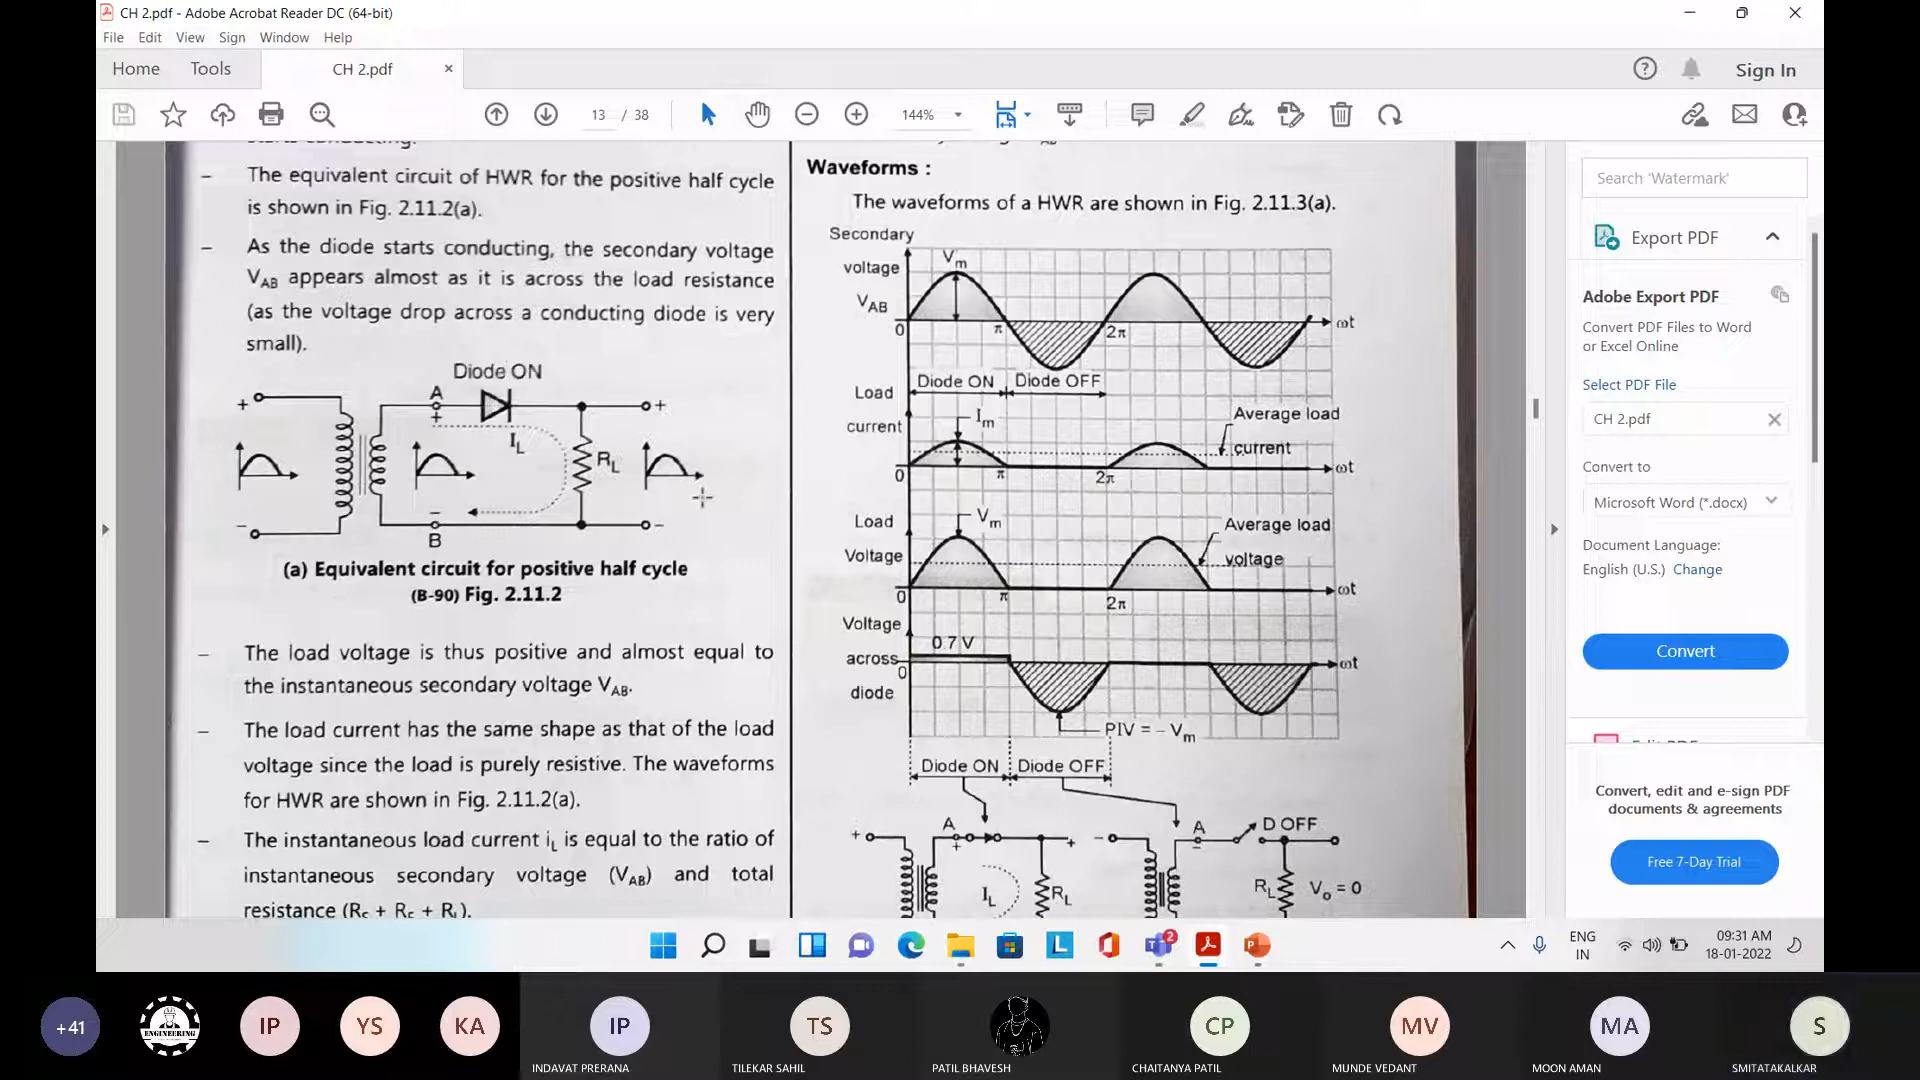 CH 2.pdf - Adobe Acrobat Reader DC (64-bit)
File Edit View Sign Window Help
Home Tools CH 2.pdf × Sign In
13 / 38 144%
The equivalent circuit of HWR for the positive half cycle
is shown in Fig. 2.11.2(a).
As the diode starts conducting, the secondary voltage
VAB appears almost as it is across the load resistance
(as the voltage drop across a conducting diode is very
small).
Diode ON
A
+ + +
IL
RL
- - -
B
(a) Equivalent circuit for positive half cycle
(B-90) Fig. 2.11.2
The load voltage is thus positive and almost equal to
the instantaneous secondary voltage VAB.
The load current has the same shape as that of the load
voltage since the load is purely resistive. The waveforms
for HWR are shown in Fig. 2.11.2(a).
The instantaneous load current iL is equal to the ratio of
instantaneous secondary voltage (VAB) and total
Waveforms :
The waveforms of a HWR are shown in Fig. 2.11.3(a).
Secondary
voltage
VAB
Vm
0 π 2π ωt
Diode ON Diode OFF
Load
current
Im
Average load
current
0 π 2π ωt
Load
Voltage
Vm
Average load
voltage
0 π 2π ωt
Voltage
across
diode
0.7 V
0 ωt
PIV = - Vm
Diode ON Diode OFF
+ A + - A D OFF
+ -
IL RL RL Vo = 0
Search 'Watermark'
Export PDF
Adobe Export PDF
Convert PDF Files to Word
or Excel Online
Select PDF File
CH 2.pdf
Convert to
Microsoft Word (*.docx)
Document Language:
English (U.S.) Change
Convert
Convert, edit and e-sign PDF
documents & agreements
Free 7-Day Trial
2
ENG
IN
09:31 AM
18-01-2022
+41
ENGINEERING
IP YS KA IP TS CP MV MA S
INDAVAT PRERANA TILEKAR SAHIL PATIL BHAVESH CHAITANYA PATIL MUNDE VEDANT MOON AMAN SMITATAKALKAR